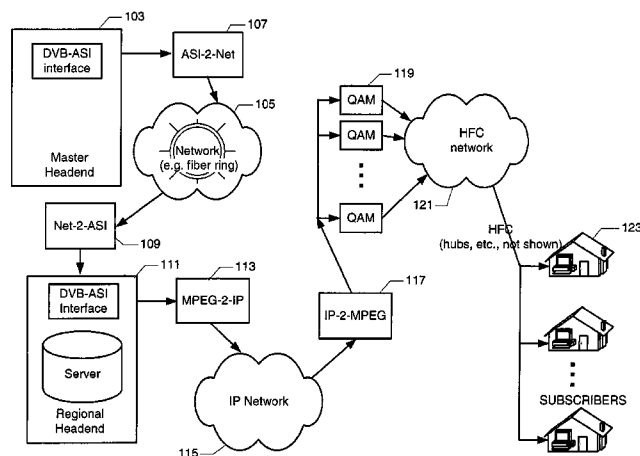 103
DVB-ASI
interface
Master
Headend
107
ASI-2-Net
105
Network
(e.g. fiber ring)
Net-2-ASI
109
111
DVB-ASI
Interface
Server
Regional
Headend
113
MPEG-2-IP
IP Network
115
117
IP-2-MPEG
119
QAM
QAM
QAM
HFC
network
121
HFC
(hubs, etc., not shown)
123
SUBSCRIBERS